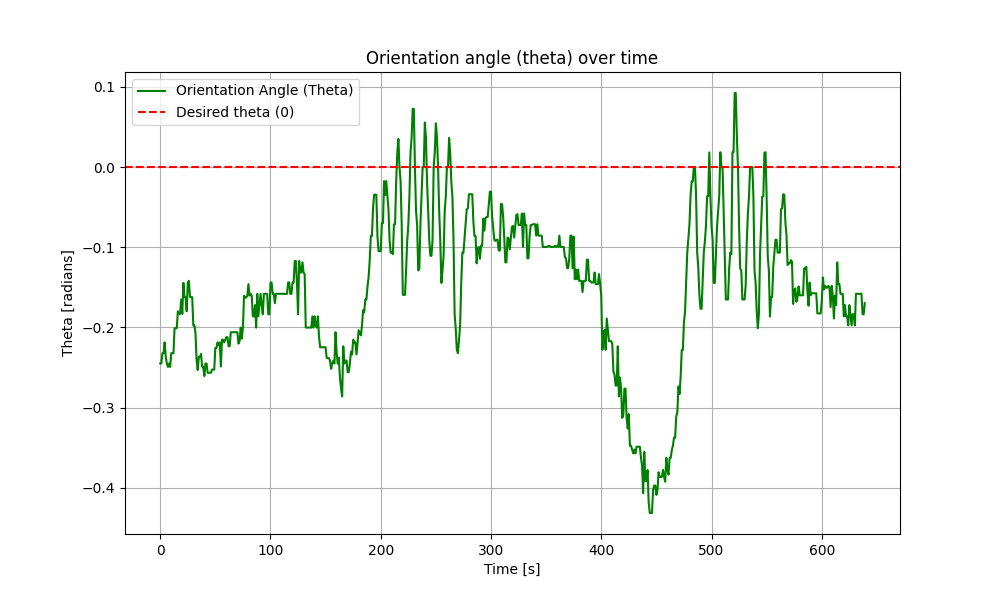 Orientation angle (theta) over time
Orientation Angle (Theta)
Desired theta (0)
Theta [radians]
0.1
0.0
−0.1
−0.2
−0.3
−0.4
0 100 200 300 400 500 600
Time [s]